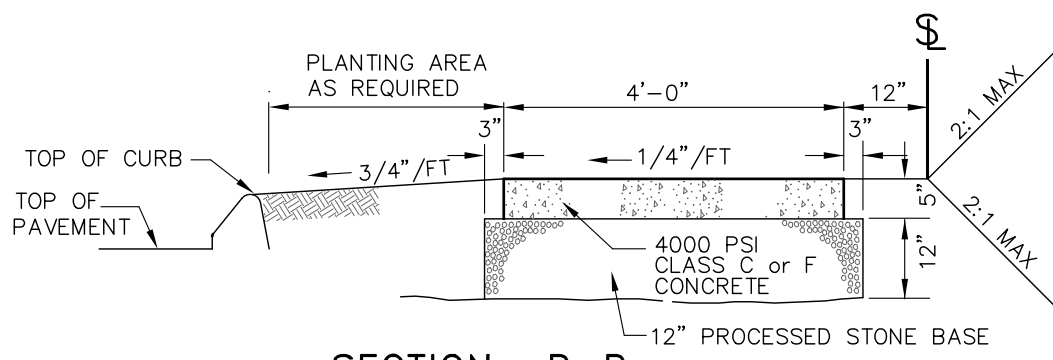 PLANTING AREA
AS REQUIRED
4'-0"
12"
3"
3"
TOP OF CURB
3/4"/FT
1/4"/FT
2:1 MAX
TOP OF
PAVEMENT
5"
2:1 MAX
4000 PSI
CLASS C or F
CONCRETE
12"
12" PROCESSED STONE BASE